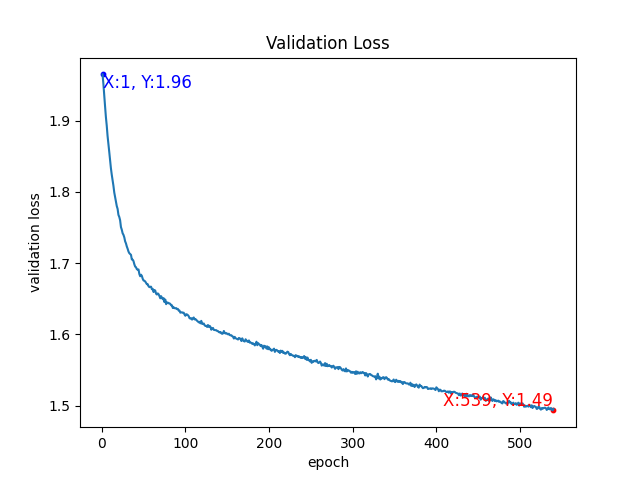 Validation Loss
X:1, Y:1.96
1.9
1.8
1.7
1.6
1.5
validation loss
X:539, Y:1.49
0 100 200 300 400 500
epoch